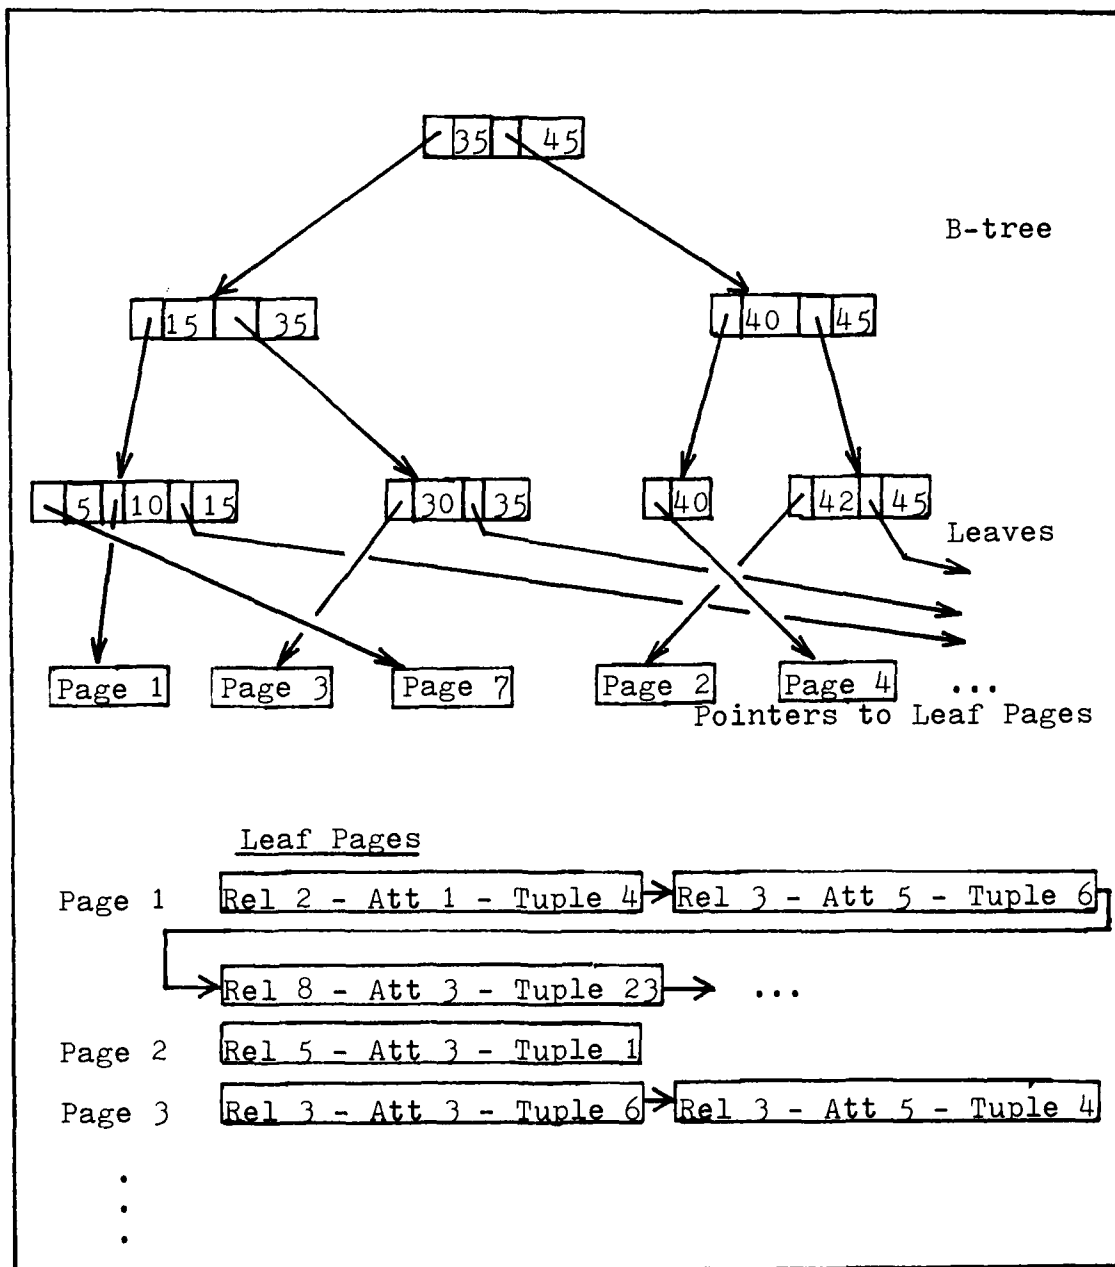 35 45
B-tree
15 35 40 45
5 10 15 30 35 40 42 45
Leaves
Page 1 Page 3 Page 7 Page 2 Page 4 ...
Pointers to Leaf Pages
Leaf Pages
Page 1 Rel 2 - Att 1 - Tuple 4 Rel 3 - Att 5 - Tuple 6
Rel 8 - Att 3 - Tuple 23 ...
Page 2 Rel 5 - Att 3 - Tuple 1
Page 3 Rel 3 - Att 3 - Tuple 6 Rel 3 - Att 5 - Tuple 4
.
.
.